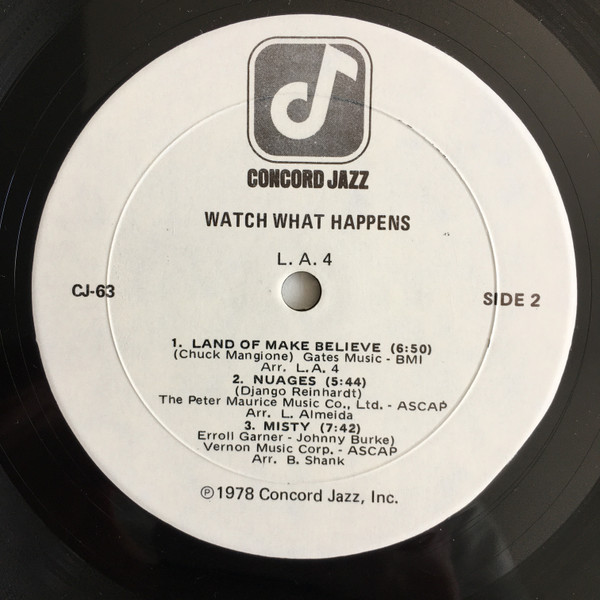 CONCORD JAZZ
WATCH WHAT HAPPENS
L. A. 4
CJ-63
SIDE 2
1. LAND OF MAKE BELIEVE (6:50)
(Chuck Mangione) Gates Music - BMI
Arr. L.A. 4
2. NUAGES (5:44)
(Django Reinhardt)
The Peter Maurice Music Co., Ltd. - ASCAP
Arr. L. Almeida
3. MISTY (7:42)
Erroll Garner - Johnny Burke)
Vernon Music Corp. - ASCAP
Arr. B. Shank
℗1978 Concord Jazz, Inc.